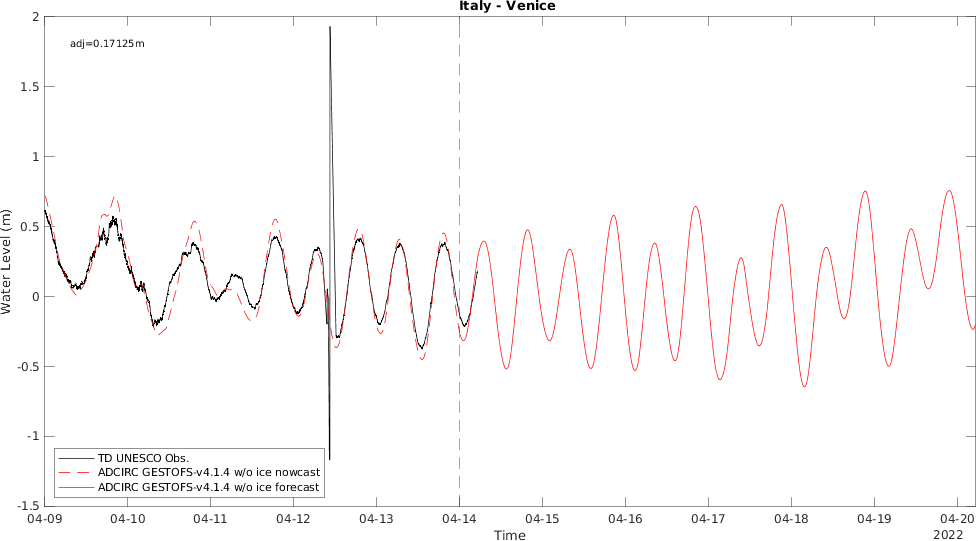 Italy - Venice
adj=0.17125m
Water Level (m)
2
1.5
1
0.5
0
-0.5
-1
-1.5
TD UNESCO Obs.
ADCIRC GESTOFS-v4.1.4 w/o ice nowcast
ADCIRC GESTOFS-v4.1.4 w/o ice forecast
04-09 04-10 04-11 04-12 04-13 04-14 04-15 04-16 04-17 04-18 04-19 04-20
Time
2022